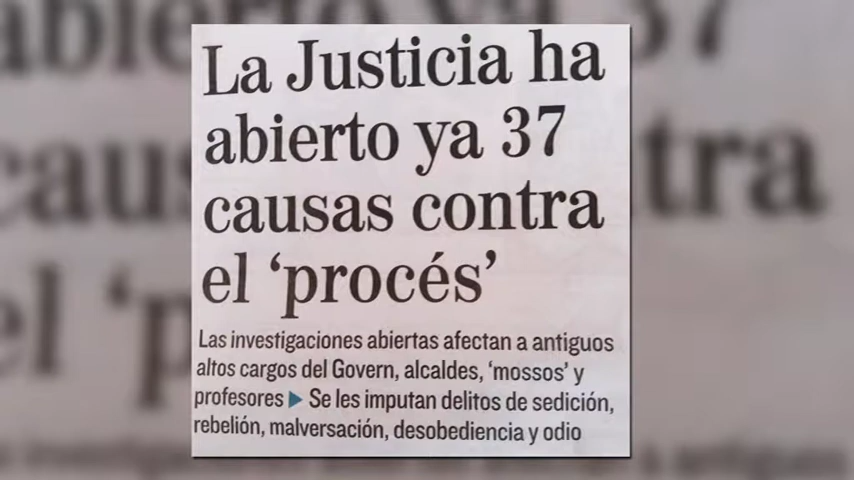 La Justicia ha
abierto ya 37
causas contra
el ‘procés’
Las investigaciones abiertas afectan a antiguos
altos cargos del Govern, alcaldes, ‘mossos’ y
profesores ▶ Se les imputan delitos de sedición,
rebelión, malversación, desobediencia y odio